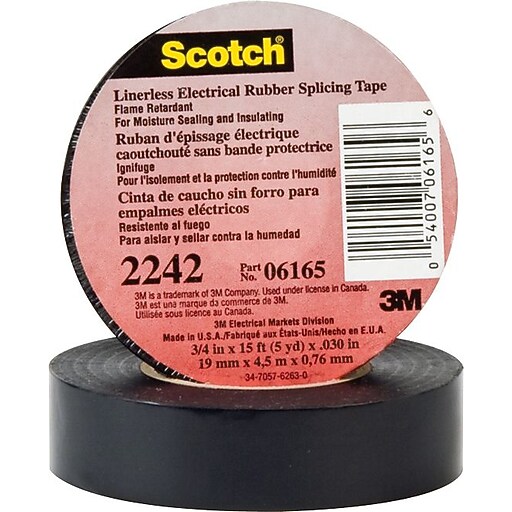 Scotch
Linerless Electrical Rubber Splicing Tape
Flame Retardant
For Moisture Sealing and Insulating
Ruban d'épissage électrique
caoutchouté sans bande protectrice
Ignifuge
Pour l'isolement et la protection contre l'humidité
Cinta de caucho sin forro para
empalmes eléctricos
Resistente al fuego
Para aislar y sellar contra la humedad
2242 Part No. 06165
3M is a trademark of 3M Company. Used under license in Canada.
3M est una marque da commerce de 3M.
Utilisée sous licence au Canada.
3M
3M Electrical Markets Division
Made in U.S.A./Fabriqué aux États-Unis/Hecho en E.U.A.
3/4 in x 15 ft (5 yd) x .030 in
19 mm x 4,5 m x 0,76 mm
34-7057-6263-0
0 54007 06165 6